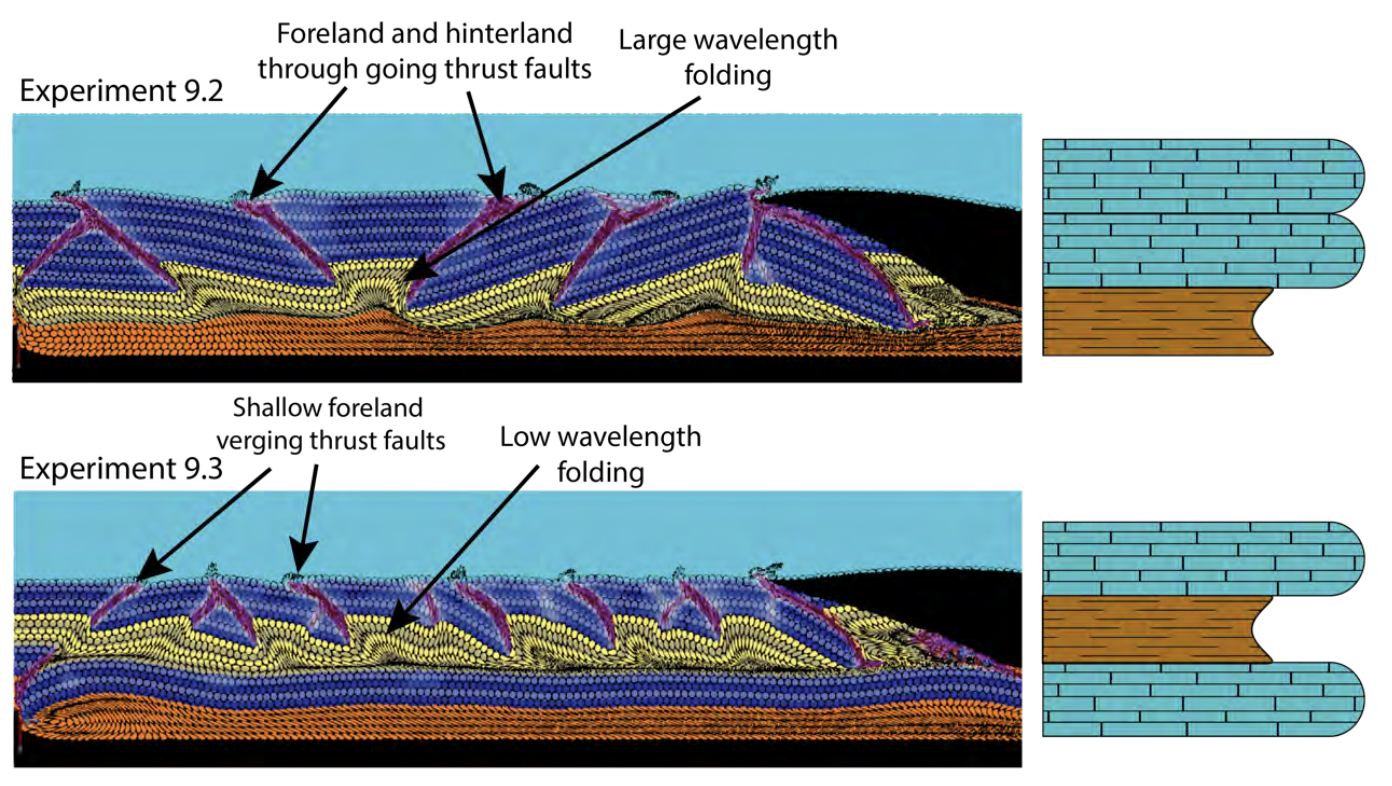 Foreland and hinterland
through going thrust faults
Large wavelength
folding
Experiment 9.2
Shallow foreland
verging thrust faults
Low wavelength
folding
Experiment 9.3